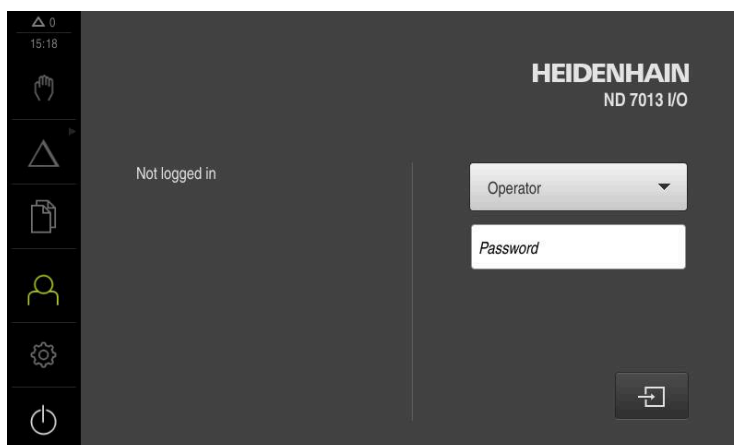 0
15:18
HEIDENHAIN
ND 7013 I/O
Not logged in
Operator
Password